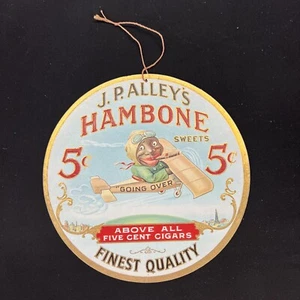 J.P. ALLEY'S
HAMBONE
SWEETS
5¢ 5¢
GOING OVER
ABOVE ALL
FIVE CENT CIGARS
FINEST QUALITY